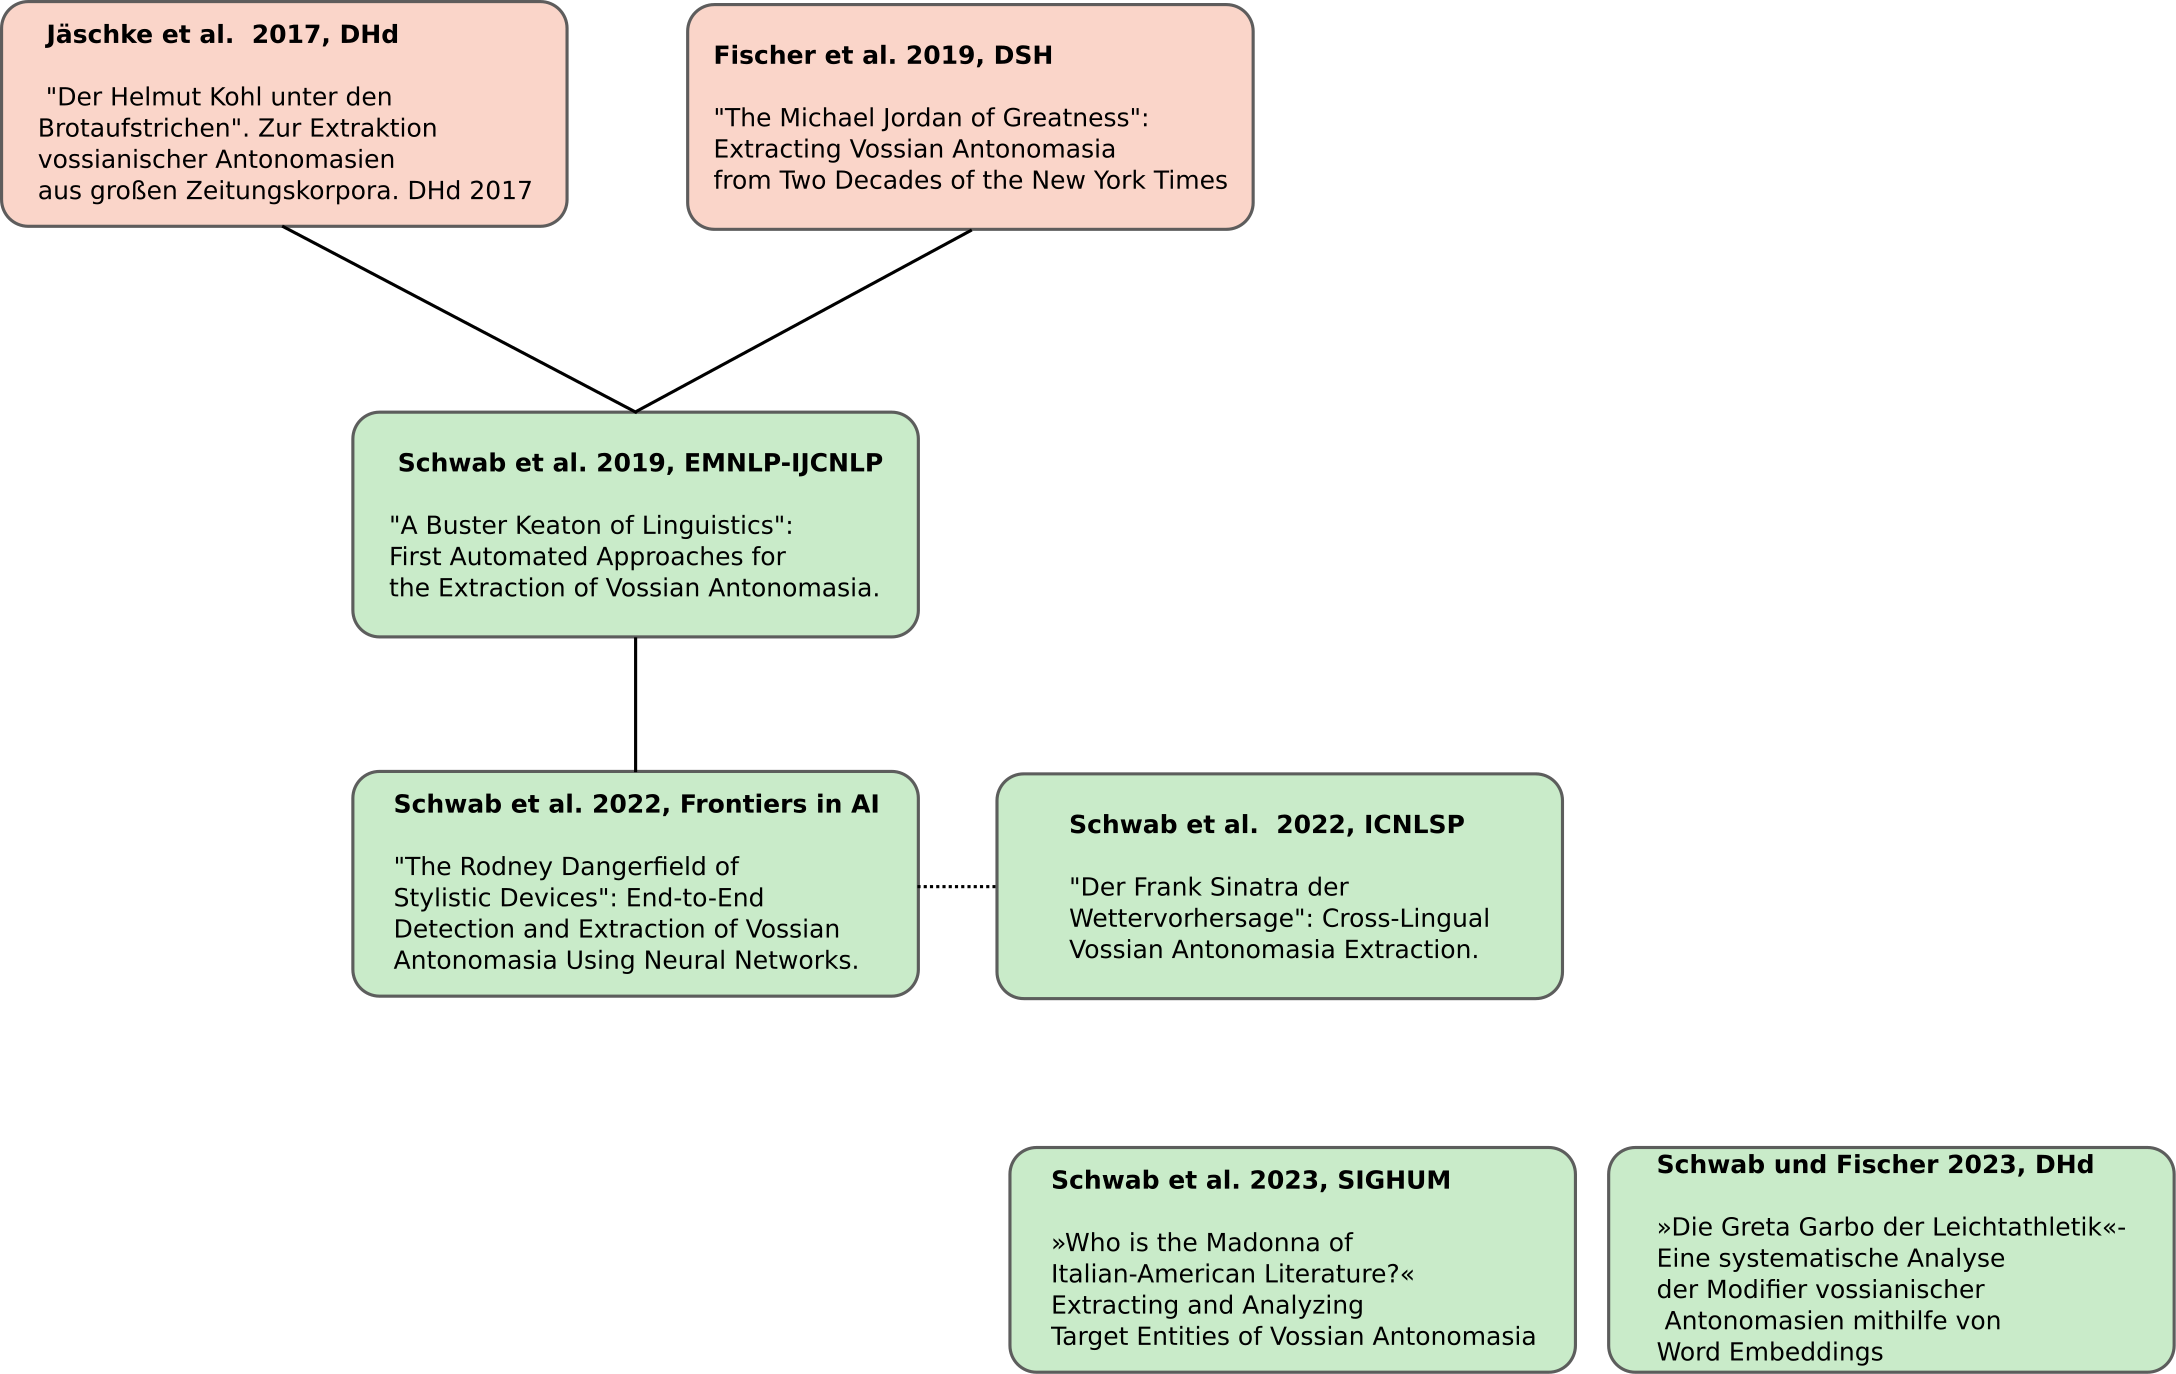 Jäschke et al.  2017, DHd
"Der Helmut Kohl unter den
Brotaufstrichen". Zur Extraktion
vossianischer Antonomasien
aus großen Zeitungskorpora. DHd 2017
Fischer et al. 2019, DSH
"The Michael Jordan of Greatness":
Extracting Vossian Antonomasia
from Two Decades of the New York Times
Schwab et al. 2019, EMNLP-IJCNLP
"A Buster Keaton of Linguistics":
First Automated Approaches for
the Extraction of Vossian Antonomasia.
Schwab et al. 2022, Frontiers in AI
"The Rodney Dangerfield of
Stylistic Devices": End-to-End
Detection and Extraction of Vossian
Antonomasia Using Neural Networks.
Schwab et al.  2022, ICNLSP
"Der Frank Sinatra der
Wettervorhersage": Cross-Lingual
Vossian Antonomasia Extraction.
Schwab et al. 2023, SIGHUM
»Who is the Madonna of
Italian-American Literature?«
Extracting and Analyzing
Target Entities of Vossian Antonomasia
Schwab und Fischer 2023, DHd
»Die Greta Garbo der Leichtathletik«-
Eine systematische Analyse
der Modifier vossianischer
Antonomasien mithilfe von
Word Embeddings